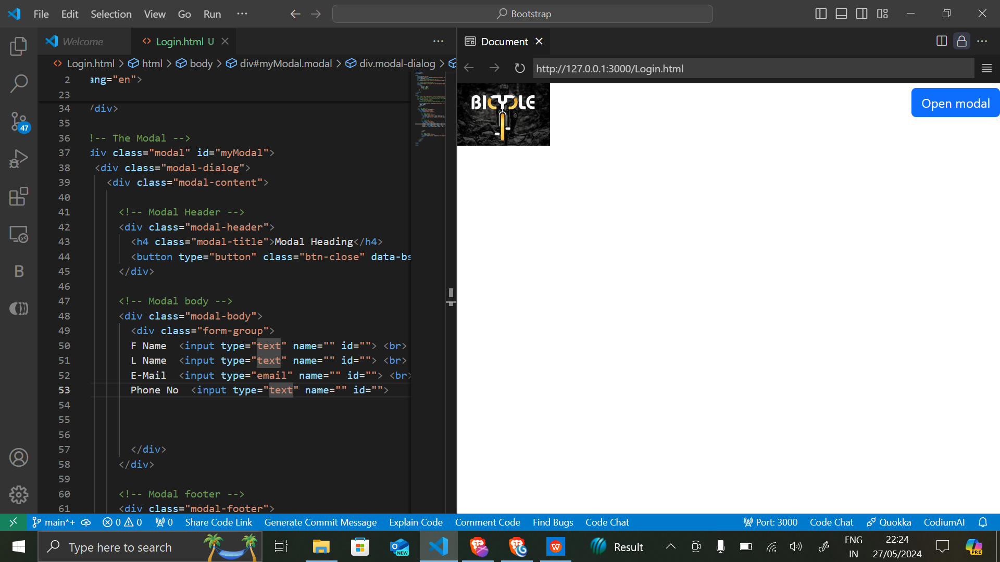 File Edit Selection View Go Run ··· Bootstrap
Welcome Login.html U ··· Document ···
Login.html > html > body > div#myModal.modal > div.modal-dialog >
http://127.0.0.1:3000/Login.html
2 ang="en">
23
34 /div>
35
36 !-- The Modal -->
37 div class="modal" id="myModal">
38 <div class="modal-dialog">
39 <div class="modal-content">
40
41 <!-- Modal Header -->
42 <div class="modal-header">
43 <h4 class="modal-title">Modal Heading</h4>
44 <button type="button" class="btn-close" data-bs
45 </div>
46
47 <!-- Modal body -->
48 <div class="modal-body">
49 <div class="form-group">
50 F Name <input type="text" name="" id=""> <br>
51 L Name <input type="text" name="" id=""> <br>
52 E-Mail <input type="email" name="" id=""> <br>
53 Phone No <input type="text" name="" id="">
54
55
56
57 </div>
58 </div>
59
60 <!-- Modal footer -->
61 <div class="modal-footer">
47
B
BICYCLE
Open modal
main*+ 0 0 0 Share Code Link Generate Commit Message Explain Code Comment Code Find Bugs Code Chat Port: 3000 Code Chat Quokka CodiumAI
Type here to search NEW W Result ENG 22:24 PRE
IN 27/05/2024